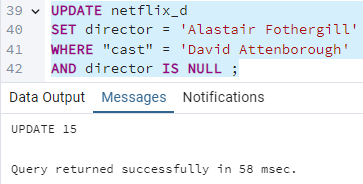 39 UPDATE netflix_d
40 SET director = 'Alastair Fothergill'
41 WHERE "cast" = 'David Attenborough'
42 AND director IS NULL ;
Data Output Messages Notifications
UPDATE 15
Query returned successfully in 58 msec.